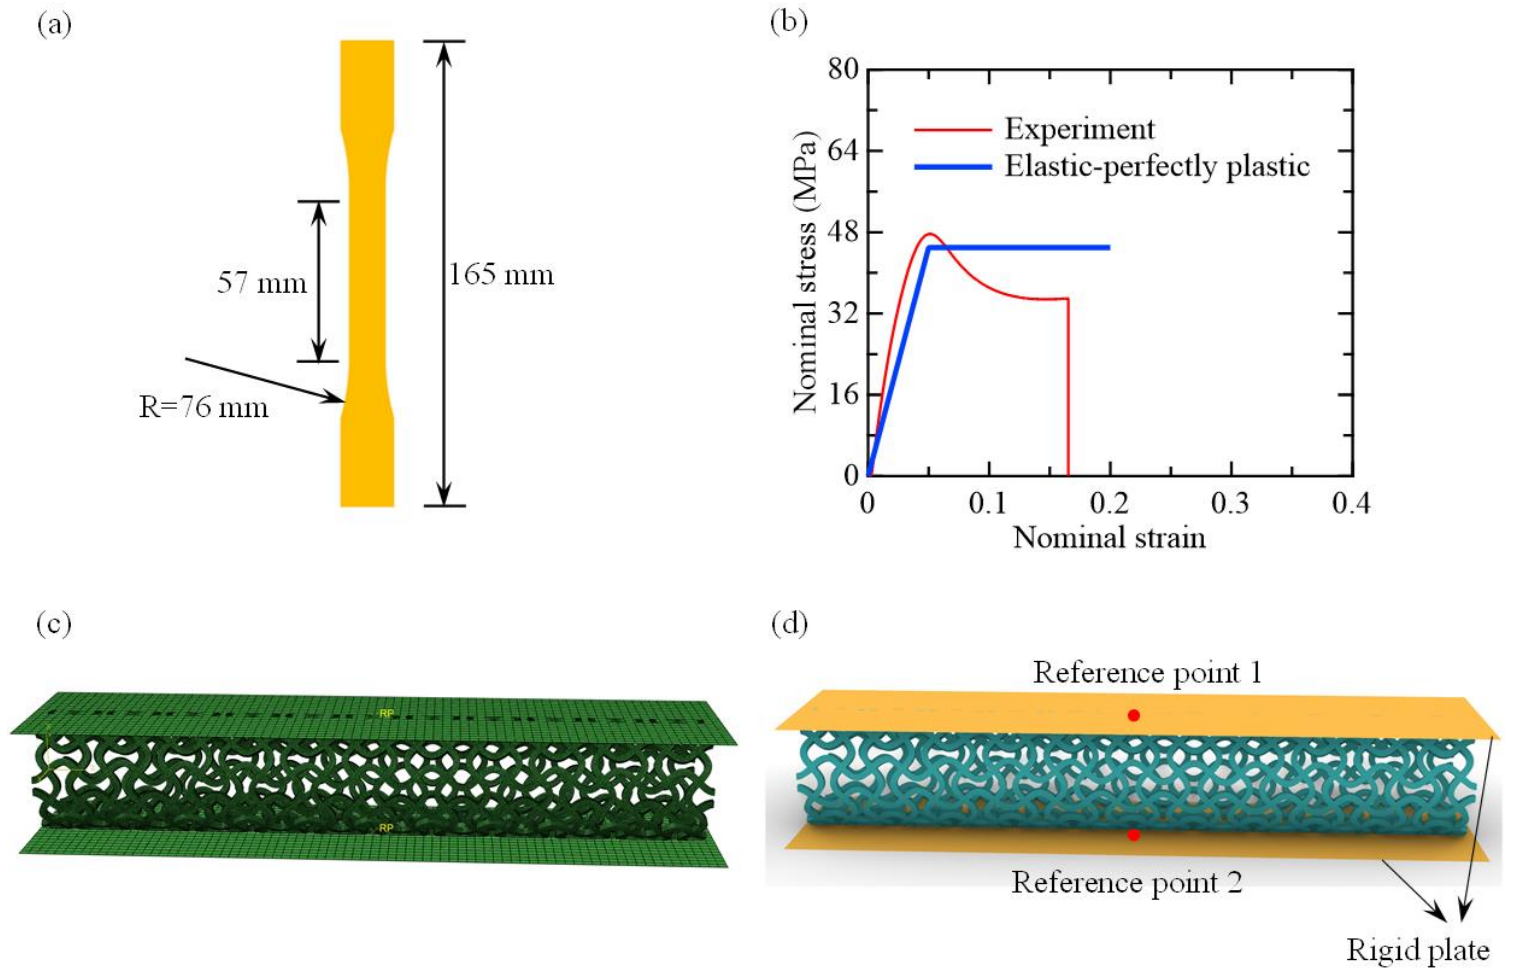 (a)
57 mm
165 mm
R=76 mm
(b)
Nominal stress (MPa)
80
64
48
32
16
0
Experiment
Elastic-perfectly plastic
0 0.1 0.2 0.3 0.4
Nominal strain
(c)
RP
RP
(d)
Reference point 1
Reference point 2
Rigid plate